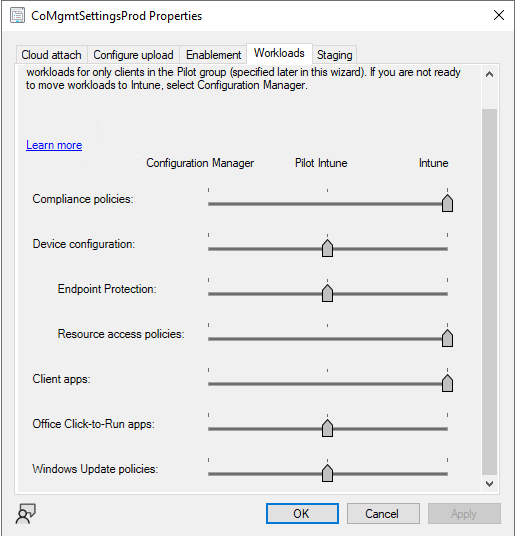 CoMgmtSettingsProd Properties
Cloud attach Configure upload Enablement Workloads Staging
workloads for only clients in the Pilot group (specified later in this wizard). If you are not ready
to move workloads to Intune, select Configuration Manager.
Learn more
Configuration Manager Pilot Intune Intune
Compliance policies:
Device configuration:
Endpoint Protection:
Resource access policies:
Client apps:
Office Click-to-Run apps:
Windows Update policies:
OK Cancel Apply